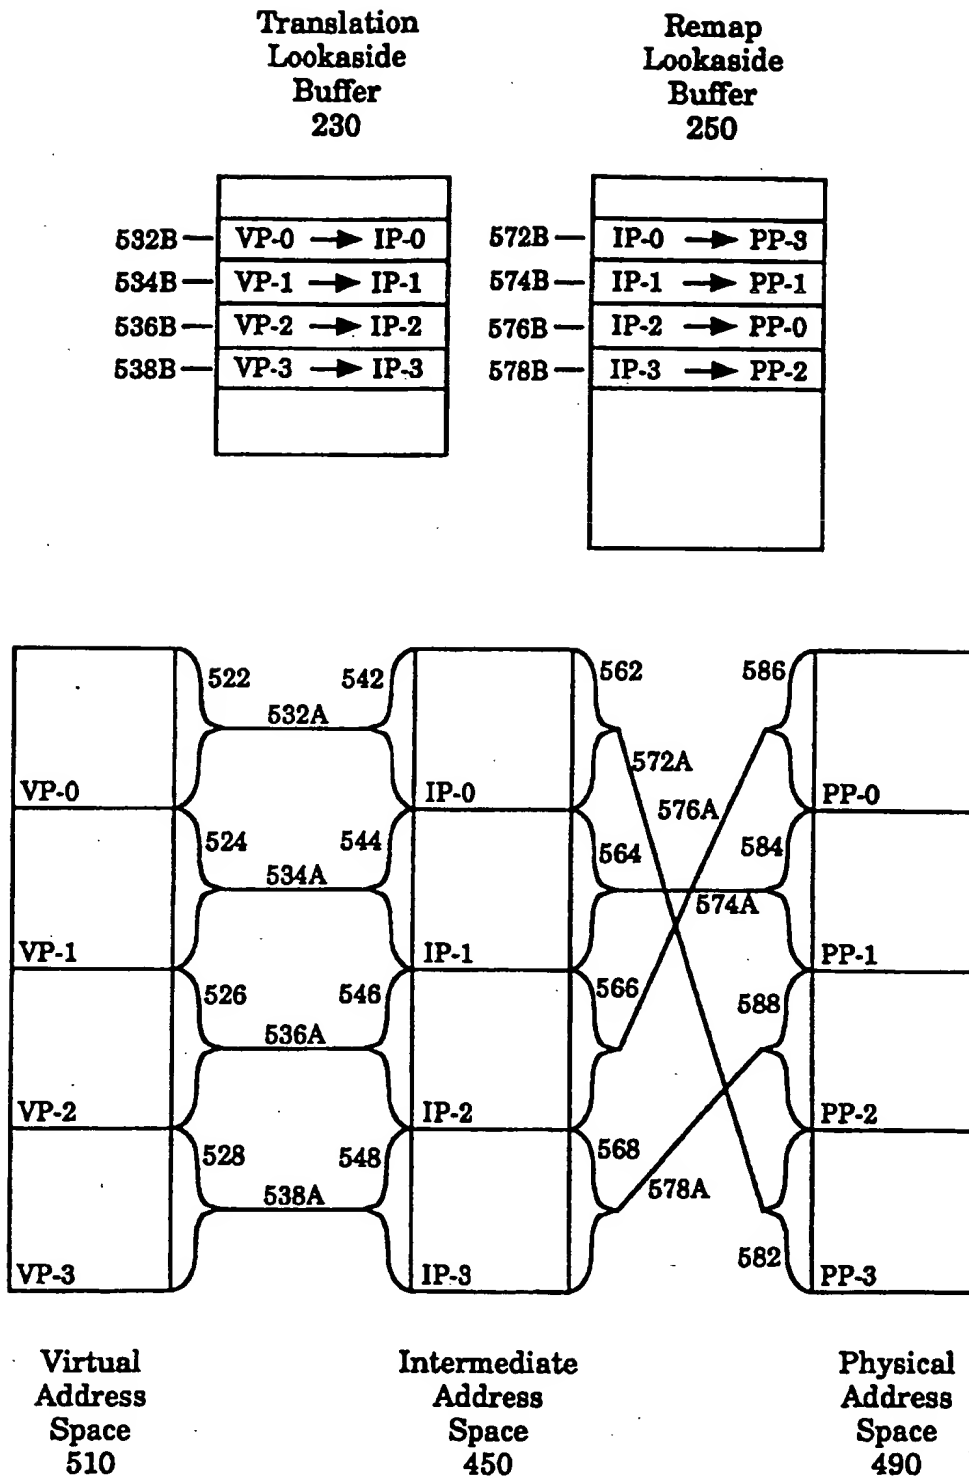 Translation
Lookaside
Buffer
230
Remap
Lookaside
Buffer
250
532B VP-0 → IP-0
534B VP-1 → IP-1
536B VP-2 → IP-2
538B VP-3 → IP-3
572B IP-0 → PP-3
574B IP-1 → PP-1
576B IP-2 → PP-0
578B IP-3 → PP-2
522 542 562 586
532A
572A
VP-0 IP-0 576A PP-0
524 544 564 584
534A 574A
VP-1 IP-1 PP-1
526 546 566 588
536A
VP-2 IP-2 PP-2
528 548 568
538A 578A
582
VP-3 IP-3 PP-3
Virtual
Address
Space
510
Intermediate
Address
Space
450
Physical
Address
Space
490